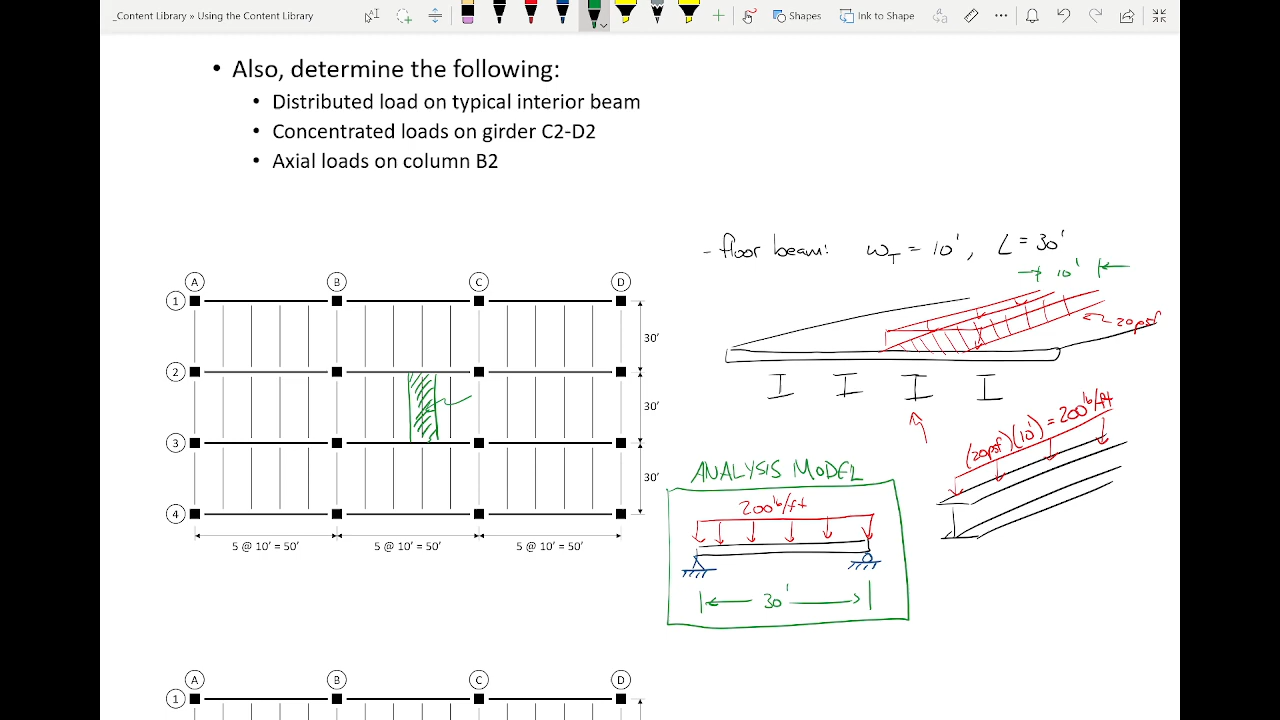 _Content Library » Using the Content Library
Shapes
Ink to Shape
• Also, determine the following:
• Distributed load on typical interior beam
• Concentrated loads on girder C2-D2
• Axial loads on column B2
- floor beam: wT = 10', L = 30'
10'
20psf
A B C D
1
30'
2
30'
3
30'
4
5 @ 10' = 50' 5 @ 10' = 50' 5 @ 10' = 50'
(20psf)(10') = 200 lb/ft
ANALYSIS MODEL
200 lb/ft
30'
A B C D
1